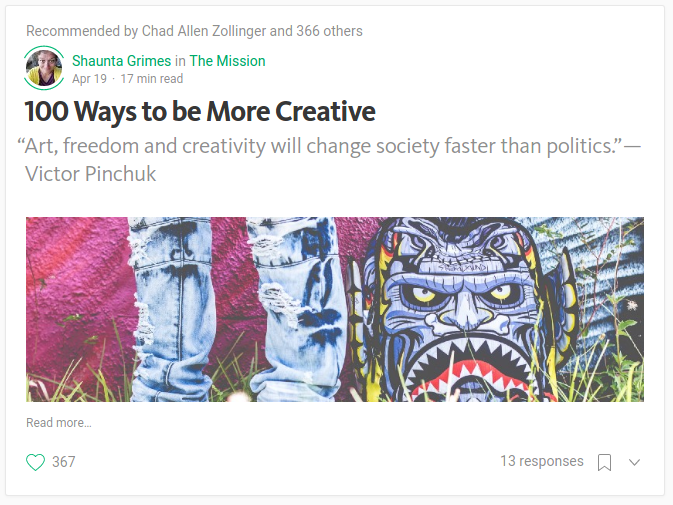 Recommended by Chad Allen Zollinger and 366 others
Shaunta Grimes in The Mission
Apr 19 · 17 min read
100 Ways to be More Creative
“Art, freedom and creativity will change society faster than politics.”—
Victor Pinchuk
Read more…
367
13 responses